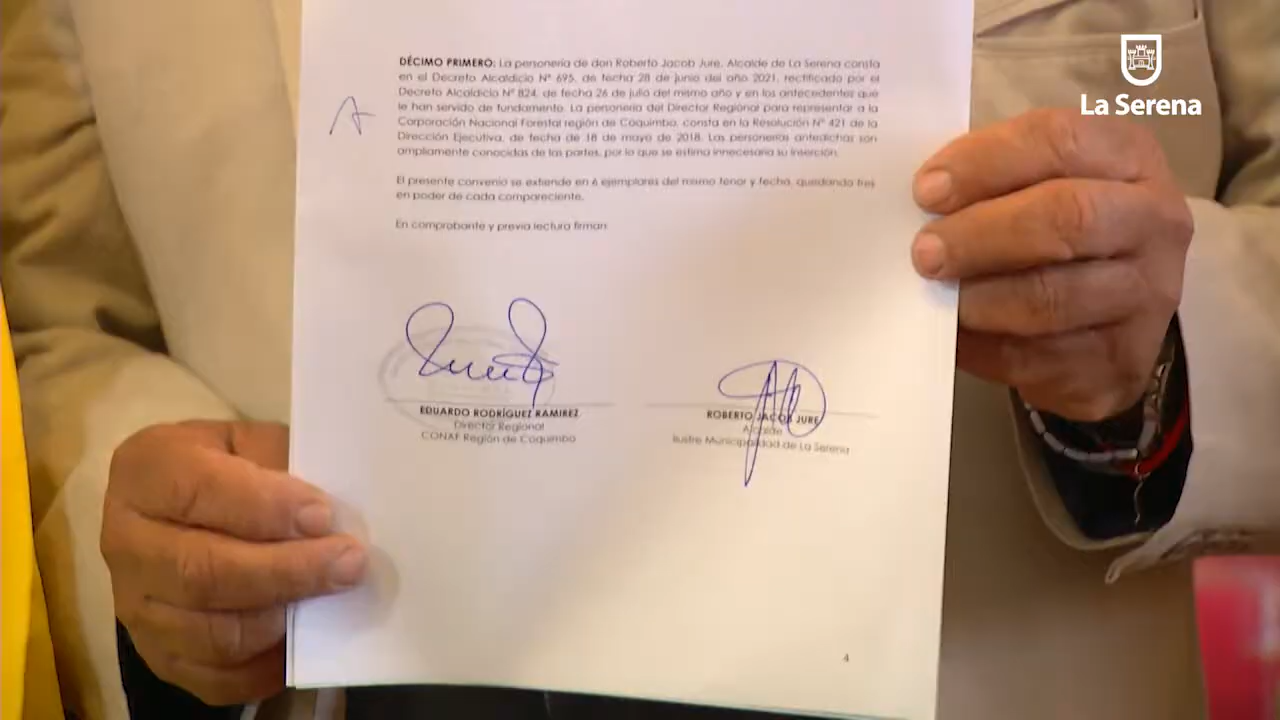 La Serena
DÉCIMO PRIMERO: La personería de don Roberto Jacob Jure, Alcalde de La Serena consta
en el Decreto Alcaldicio Nº 695, de fecha 28 de junio del año 2021, rectificado por el
Decreto Alcaldicio Nº 824, de fecha 26 de julio del mismo año y en los antecedentes que
le han servido de fundamento. La personería del Director Regional para representar a la
Corporación Nacional Forestal región de Coquimbo, consta en la Resolución Nº 421 de la
Dirección Ejecutiva, de fecha de 18 de mayo de 2018. Las personerías antedichas son
ampliamente conocidas de las partes, por lo que se estima innecesaria su inserción.
El presente convenio se extiende en 6 ejemplares del mismo tenor y fecha, quedando tres
en poder de cada compareciente.
En comprobante y previa lectura firman:
EDUARDO RODRÍGUEZ RAMIREZ
Director Regional
CONAF Región de Coquimbo
ROBERTO JACOB JURE
Alcalde
Ilustre Municipalidad de La Serena
4